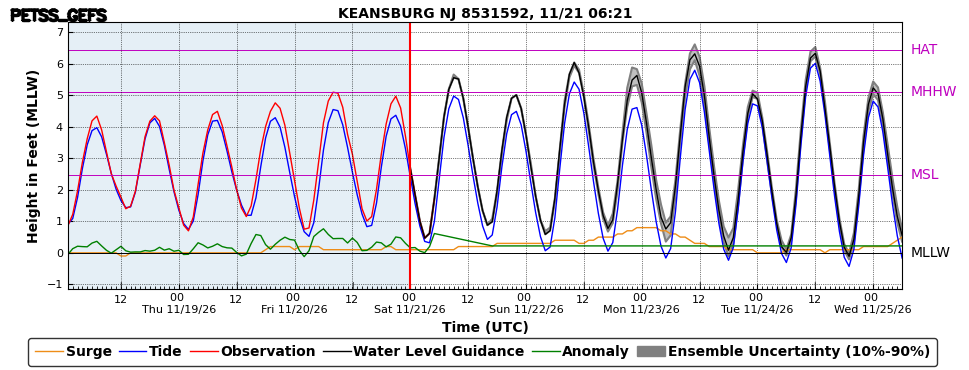 PETSS_GEFS
KEANSBURG NJ 8531592, 11/21 06:21
Height in Feet (MLLW)
7
6
5
4
3
2
1
0
−1
HAT
MHHW
MSL
MLLW
12 00 12 00 12 00 12 00 12 00 12 00 12 00
Thu 11/19/26 Fri 11/20/26 Sat 11/21/26 Sun 11/22/26 Mon 11/23/26 Tue 11/24/26 Wed 11/25/26
Time (UTC)
Surge Tide Observation Water Level Guidance Anomaly Ensemble Uncertainty (10%-90%)